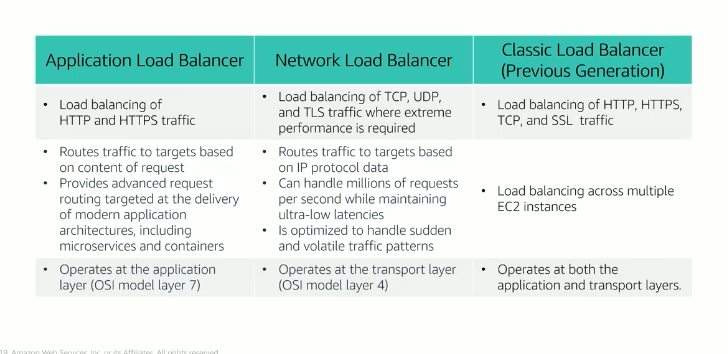 Application Load Balancer
Network Load Balancer
Classic Load Balancer
(Previous Generation)
• Load balancing of
HTTP and HTTPS traffic
• Load balancing of TCP, UDP,
and TLS traffic where extreme
performance is required
• Load balancing of HTTP, HTTPS,
TCP, and SSL traffic
• Routes traffic to targets based
on content of request
• Provides advanced request
routing targeted at the delivery
of modern application
architectures, including
microservices and containers
• Routes traffic to targets based
on IP protocol data
• Can handle millions of requests
per second while maintaining
ultra-low latencies
• Is optimized to handle sudden
and volatile traffic patterns
• Load balancing across multiple
EC2 instances
• Operates at the application
layer (OSI model layer 7)
• Operates at the transport layer
(OSI model layer 4)
• Operates at both the
application and transport layers.
19 Amazon Web Services, Inc. or its Affiliates. All rights reserved.